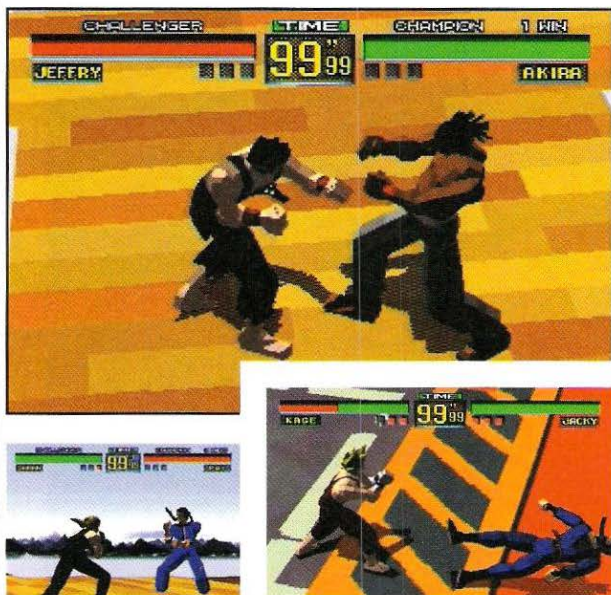 CHALLENGER TIME CHAMPION 1 WIN
99"99
JEFFRY AKIRA
TIME
99"99
KAGE JACKY